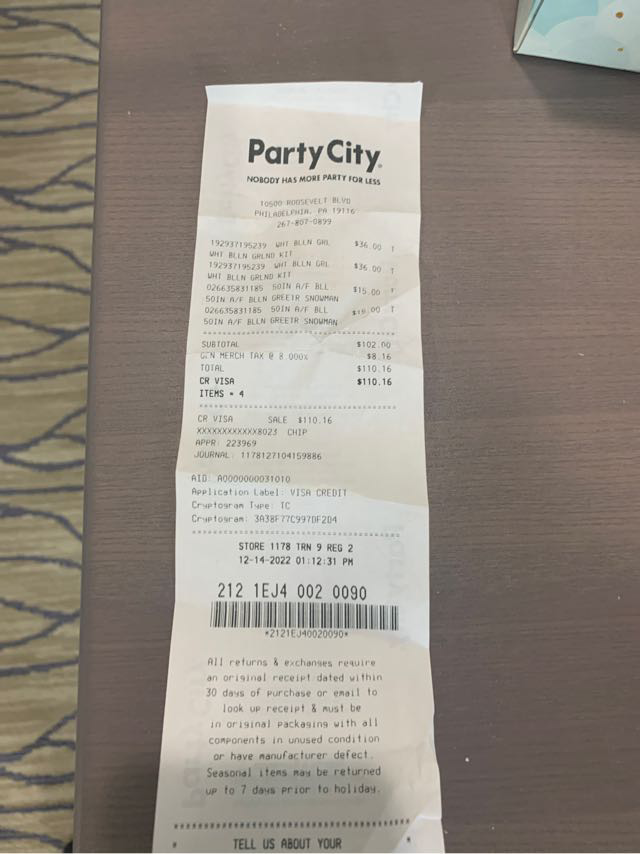 Party City
NOBODY HAS MORE PARTY FOR LESS
10500 ROOSEVELT BLVD
PHILADELPHIA, PA 19116
267-807-0899
192937195239 WHT BLLN GRL $36.00 T
WHT BLLN GRLND KIT
192937195239 WHT BLLN GRL $36.00 T
WHT BLLN GRLND KIT
026635831185 50IN A/F BLL $15.00 T
50IN A/F BLLN GREETR SNOWMAN
026635831185 50IN A/F BLL T
50IN A/F BLLN GREETR SNOWMAN
SUBTOTAL $102.00
GEN MERCH TAX @ 8.000% $8.16
TOTAL $110.16
CR VISA $110.16
ITEMS = 4
CR VISA SALE $110.16
XXXXXXXXXXXX8023 CHIP
APPR: 223969
JOURNAL: 1178127104159886
AID: A0000000031010
Application Label: VISA CREDIT
Cryptogram Type: TC
Cryptogram: 3A38F77C997DF2D4
STORE 1178 TRN 9 REG 2
12-14-2022 01:12:31 PM
212 1EJ4 002 0090
*2121EJ40020090*
All returns & exchanges require
an original receipt dated within
30 days of purchase or email to
look up receipt & must be
in original packaging with all
components in unused condition
or have manufacturer defect.
Seasonal items may be returned
up to 7 days prior to holiday.
* TELL US ABOUT YOUR *